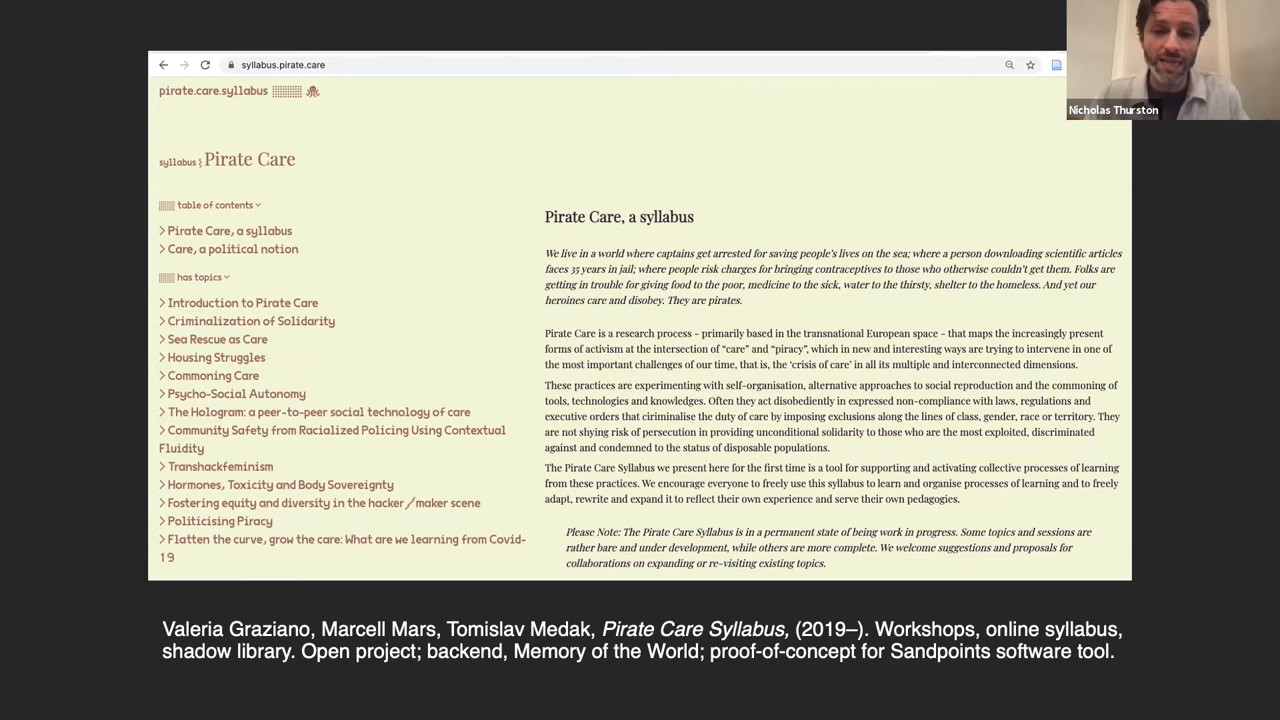 syllabus.pirate.care
pirate.care.syllabus
Nicholas Thurston
syllabus Pirate Care
table of contents
Pirate Care, a syllabus
Care, a political notion
has topics
Introduction to Pirate Care
Criminalization of Solidarity
Sea Rescue as Care
Housing Struggles
Commoning Care
Psycho-Social Autonomy
The Hologram: a peer-to-peer social technology of care
Community Safety from Racialized Policing Using Contextual
Fluidity
Transhackfeminism
Hormones, Toxicity and Body Sovereignty
Fostering equity and diversity in the hacker/maker scene
Politicising Piracy
Flatten the curve, grow the care: What are we learning from Covid-
19
Pirate Care, a syllabus
We live in a world where captains get arrested for saving people's lives on the sea; where a person downloading scientific articles
faces 35 years in jail; where people risk charges for bringing contraceptives to those who otherwise couldn't get them. Folks are
getting in trouble for giving food to the poor, medicine to the sick, water to the thirsty, shelter to the homeless. And yet our
heroines care and disobey. They are pirates.
Pirate Care is a research process - primarily based in the transnational European space - that maps the increasingly present
forms of activism at the intersection of “care” and “piracy”, which in new and interesting ways are trying to intervene in one of
the most important challenges of our time, that is, the ‘crisis of care’ in all its multiple and interconnected dimensions.
These practices are experimenting with self-organisation, alternative approaches to social reproduction and the commoning of
tools, technologies and knowledges. Often they act disobediently in expressed non-compliance with laws, regulations and
executive orders that ciriminalise the duty of care by imposing exclusions along the lines of class, gender, race or territory. They
are not shying risk of persecution in providing unconditional solidarity to those who are the most exploited, discriminated
against and condemned to the status of disposable populations.
The Pirate Care Syllabus we present here for the first time is a tool for supporting and activating collective processes of learning
from these practices. We encourage everyone to freely use this syllabus to learn and organise processes of learning and to freely
adapt, rewrite and expand it to reflect their own experience and serve their own pedagogies.
Please Note: The Pirate Care Syllabus is in a permanent state of being work in progress. Some topics and sessions are
rather bare and under development, while others are more complete. We welcome suggestions and proposals for
collaborations on expanding or re-visiting existing topics.
Valeria Graziano, Marcell Mars, Tomislav Medak, Pirate Care Syllabus, (2019–). Workshops, online syllabus,
shadow library. Open project; backend, Memory of the World; proof-of-concept for Sandpoints software tool.